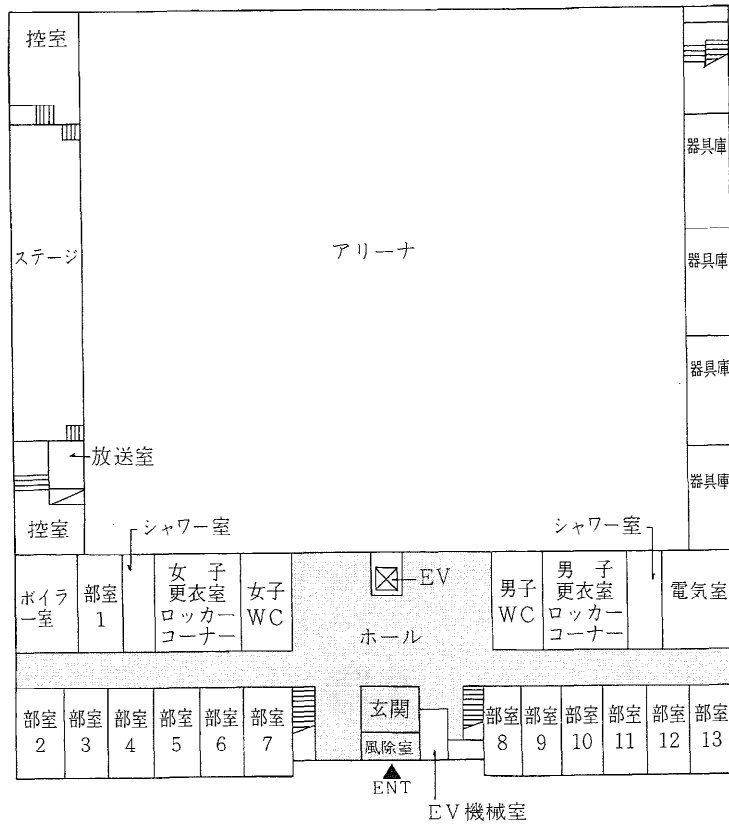 控室
器具庫
ステージ
アリーナ
器具庫
器具庫
放送室
器具庫
控室
シャワー室
シャワー室
ボイラ
ー室
部室
1
女子
更衣室
ロッカー
コーナー
女子
WC
EV
ホール
男子
WC
男子
更衣室
ロッカー
コーナー
電気室
部室
2
部室
3
部室
4
部室
5
部室
6
部室
7
玄関
風除室
部室
8
部室
9
部室
10
部室
11
部室
12
部室
13
ENT
EV機械室